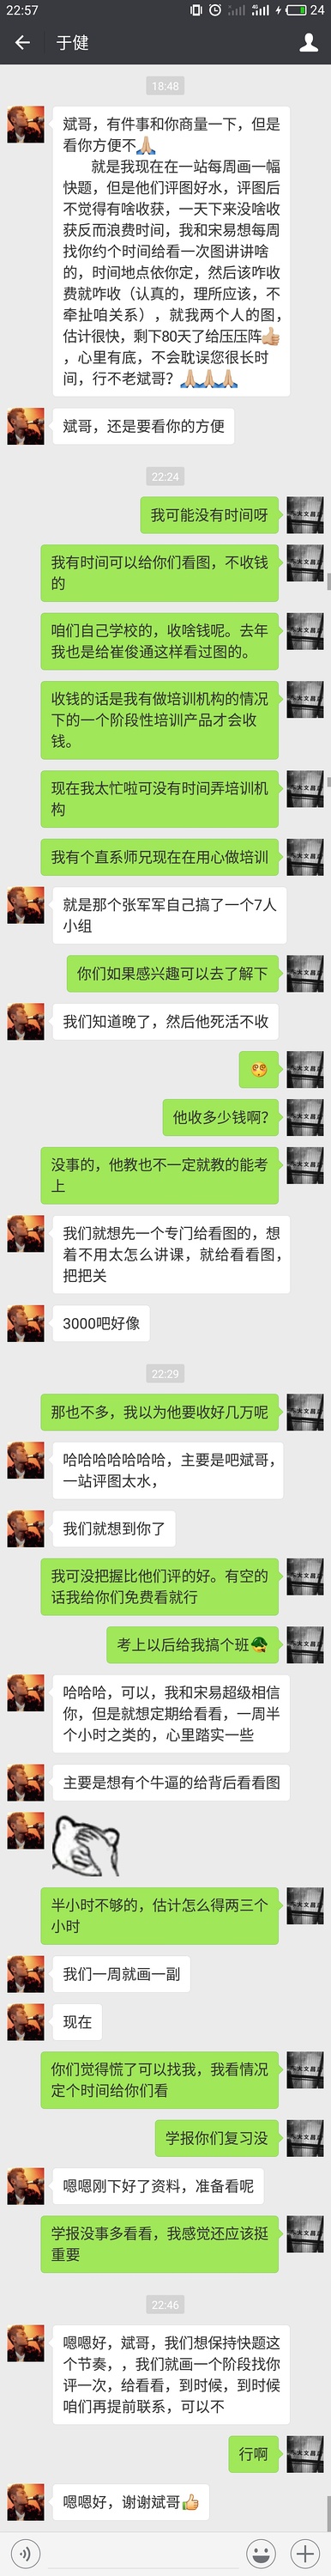 22:57
24
于健
18:48
斌哥，有件事和你商量一下，但是
看你方便不🙏
就是我现在在一站每周画一幅
快题，但是他们评图好水，评图后
不觉得有啥收获，一天下来没啥收
获反而浪费时间，我和宋易想每周
找你约个时间给看一次图讲讲啥
的，时间地点依你定，然后该咋收
费就咋收（认真的，理所应该，不
牵扯咱关系），就我两个人的图，
估计很快，剩下80天了给压压阵👍
，心里有底，不会耽误您很长时
间，行不老斌哥？🙏🙏🙏
斌哥，还是要看你的方便
22:24
我可能没有时间呀
我有时间可以给你们看图，不收钱
的
咱们自己学校的，收啥钱呢。去年
我也是给崔俊通这样看过图的。
收钱的话是我有做培训机构的情况
下的一个阶段性培训产品才会收
钱。
现在我太忙啦可没有时间弄培训机
构
我有个直系师兄现在在用心做培训
就是那个张军军自己搞了一个7人
小组
你们如果感兴趣可以去了解下
我们知道晚了，然后他死活不收
他收多少钱啊？
没事的，他教也不一定就教的能考
上
我们就想先一个专门给看图的，想
着不用太怎么讲课，就给看看图，
把把关
3000吧好像
22:29
那也不多，我以为他要收好几万呢
哈哈哈哈哈哈哈，主要是吧斌哥，
一站评图太水，
我们就想到你了
我可没把握比他们评的好。有空的
话我给你们免费看就行
考上以后给我搞个班
哈哈哈，可以，我和宋易超级相信
你，但是就想定期给看看，一周半
个小时之类的，心里踏实一些
主要是想有个牛逼的给背后看看图
半小时不够的，估计怎么得两三个
小时
我们一周就画一副
现在
你们觉得慌了可以找我，我看情况
定个时间给你们看
学报你们复习没
嗯嗯刚下好了资料，准备看呢
学报没事多看看，我感觉还应该挺
重要
22:46
嗯嗯好，斌哥，我们想保持快题这
个节奏，，我们就画一个阶段找你
评一次，给看看，到时候，到时候
咱们再提前联系，可以不
行啊
嗯嗯好，谢谢斌哥👍